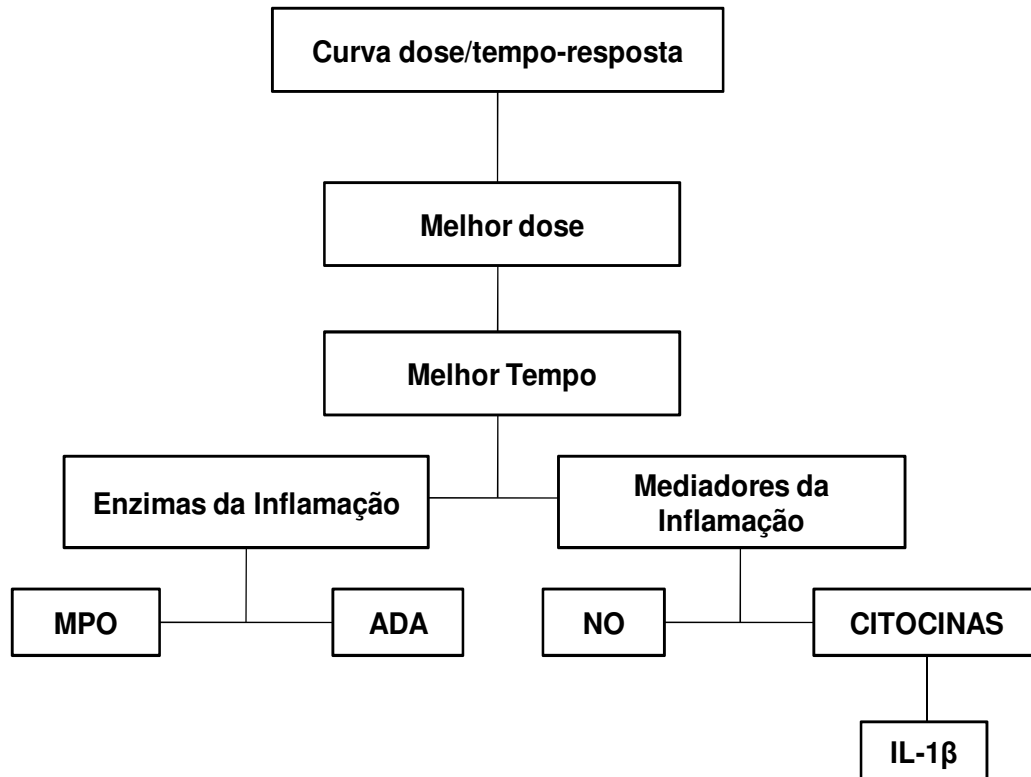 Curva dose/tempo-resposta
Melhor dose
Melhor Tempo
Enzimas da Inflamação
Mediadores da
Inflamação
MPO
ADA
NO
CITOCINAS
IL-1β